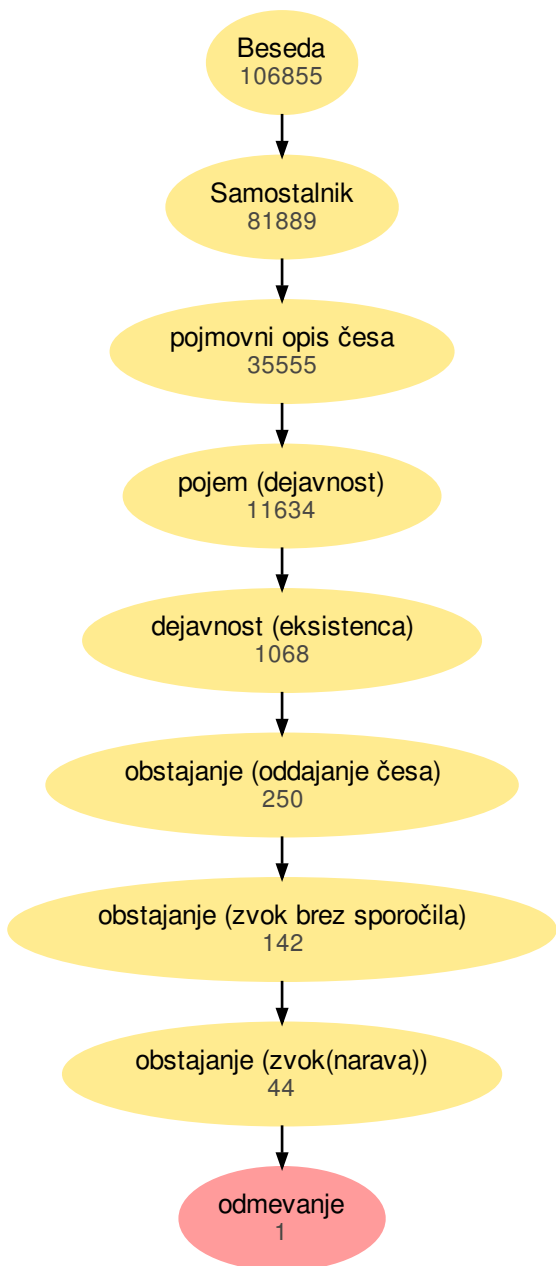 Beseda
106855
Samostalnik
81889
pojmovni opis česa
35555
pojem (dejavnost)
11634
dejavnost (eksistenca)
1068
obstajanje (oddajanje česa)
250
obstajanje (zvok brez sporočila)
142
obstajanje (zvok(narava))
44
odmevanje
1